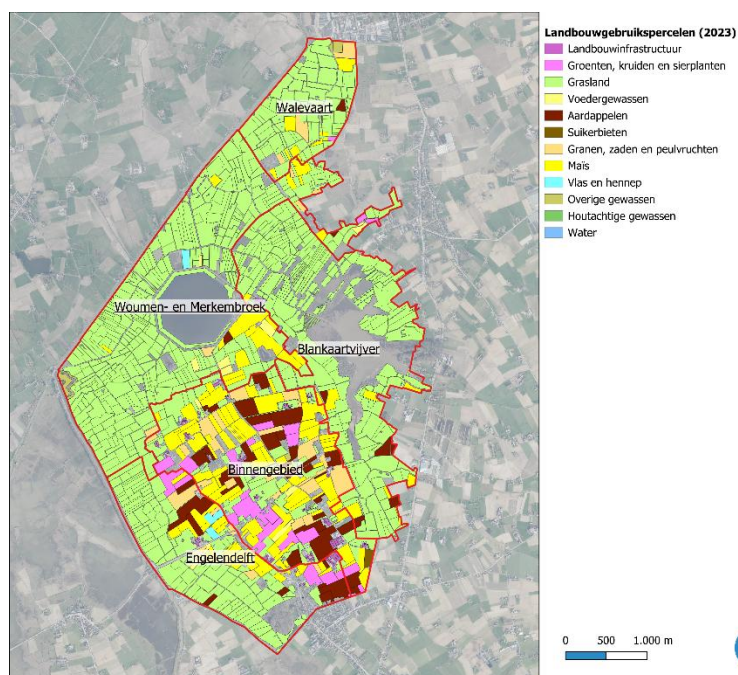 Landbouwgebruikspercelen (2023)
Landbouwinfrastructuur
Groenten, kruiden en sierplanten
Grasland
Voedergewassen
Aardappelen
Suikerbieten
Granen, zaden en peulvruchten
Maïs
Vlas en hennep
Overige gewassen
Houtachtige gewassen
Water
Walevaart
Woumen- en Merkembroek
Blankaartvijver
Binnengebied
Engelendelft
0 500 1.000 m